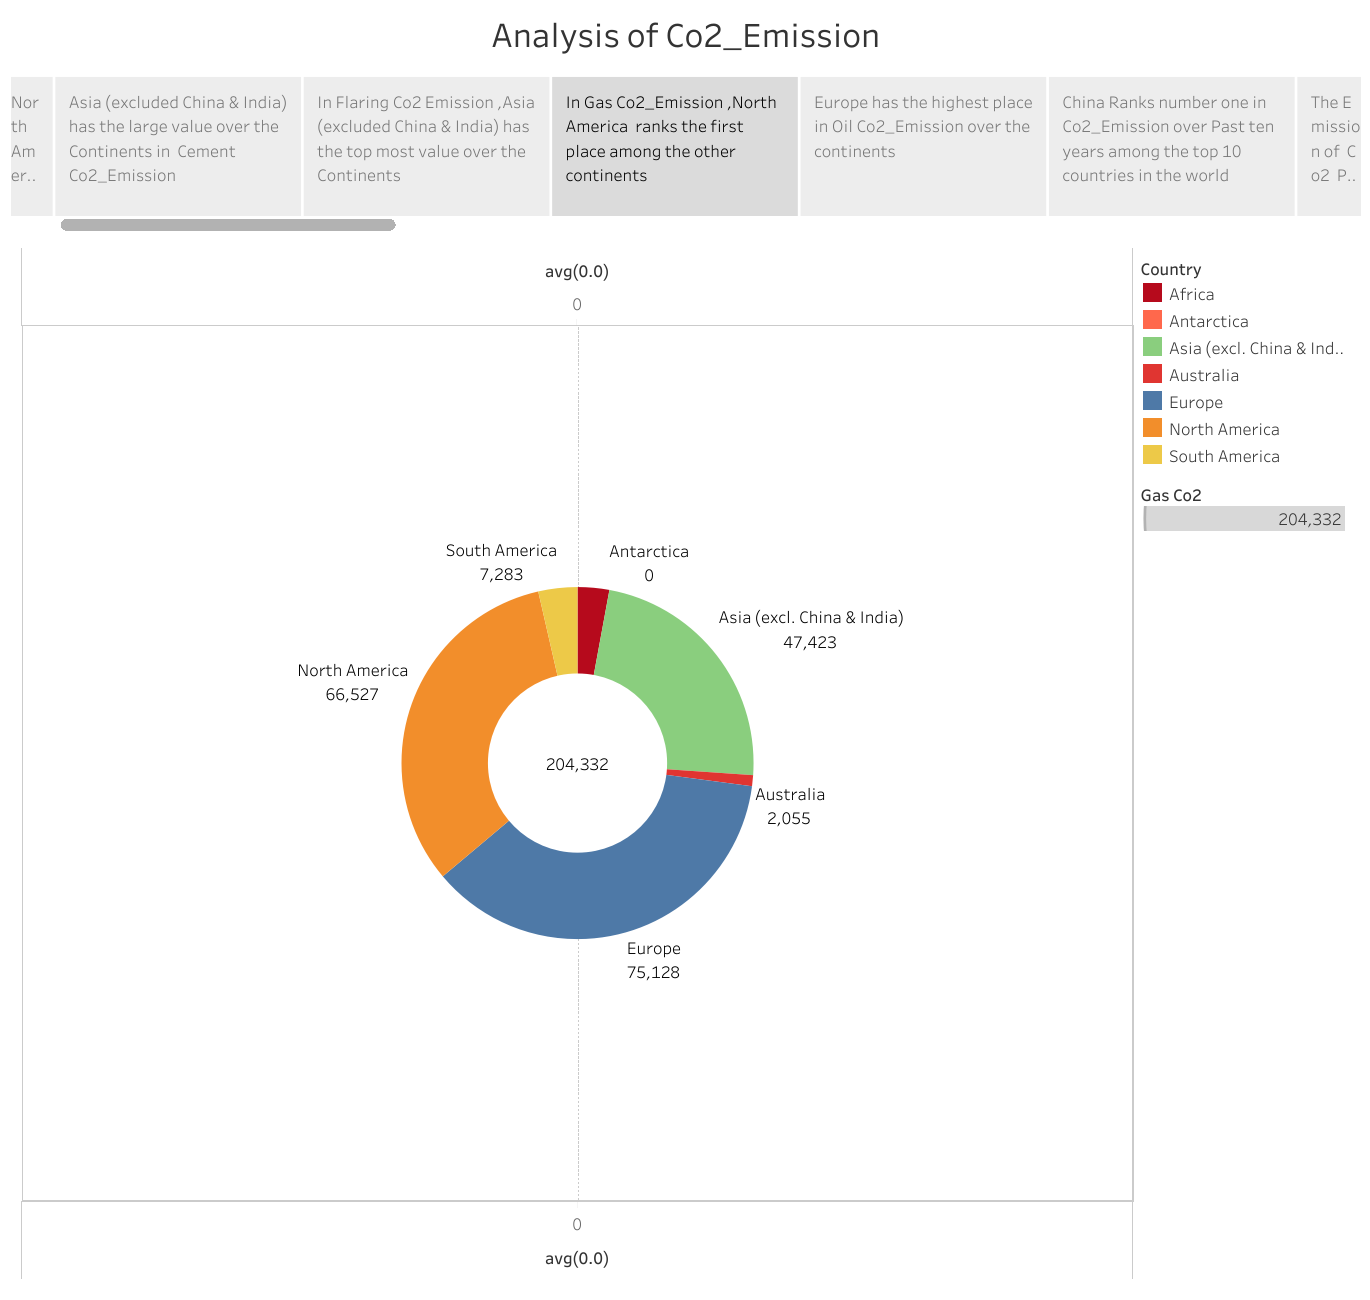 Analysis of Co2_Emission
Nor
th
Am
er..
Asia (excluded China & India)
has the large value over the
Continents in  Cement
Co2_Emission
In Flaring Co2 Emission ,Asia
(excluded China & India) has
the top most value over the
Continents
In Gas Co2_Emission ,North
America  ranks the first
place among the other
continents
Europe has the highest place
in Oil Co2_Emission over the
continents
China Ranks number one in
Co2_Emission over Past ten
years among the top 10
countries in the world
The E
missio
n of  C
o2  P..
avg(0.0)
0
Country
Africa
Antarctica
Asia (excl. China & Ind..
Australia
Europe
North America
South America
Gas Co2
204,332
South America
7,283
Antarctica
0
Asia (excl. China & India)
47,423
North America
66,527
204,332
Australia
2,055
Europe
75,128
0
avg(0.0)